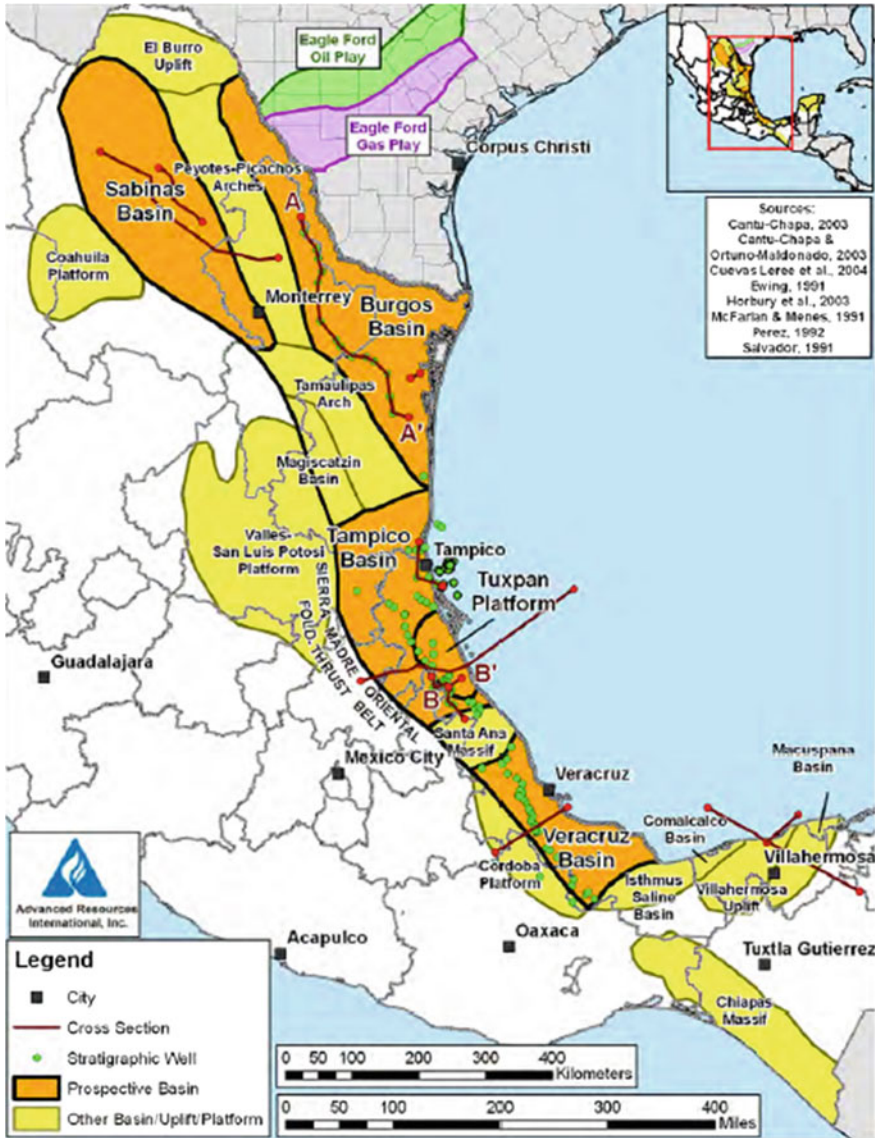 El Burro
Uplift
Eagle Ford
Oil Play
Eagle Ford
Gas Play
Corpus Christi
Peyotes-Picachos
Arches
Sabinas
Basin
A
Coahuila
Platform
Monterrey
Burgos
Basin
Tamaulipas
Arch
A'
Magiscatzin
Basin
Sources:
Cantu-Chapa, 2003
Cantu-Chapa &
Ortuno-Maldonado, 2003
Cuevas Leree et al., 2004
Ewing, 1991
Horbury et al., 2003
McFarlan & Menes, 1991
Perez, 1992
Salvador, 1991
Valles-
San Luis Potosi
Platform
Tampico
Basin
Tampico
Tuxpan
Platform
SIERRA MADRE ORIENTAL
FOLD-THRUST BELT
Guadalajara
B
B'
Santa Ana
Massif
Mexico City
Veracruz
Macuspana
Basin
Comalcalco
Basin
Veracruz
Basin
Cordoba
Platform
Villahermosa
Isthmus
Saline
Basin
Villahermosa
Uplift
Advanced Resources
International, Inc.
Acapulco
Oaxaca
Tuxtla Gutierrez
Chiapas
Massif
Legend
City
Cross Section
Stratigraphic Well
Prospective Basin
Other Basin/Uplift/Platform
0 50 100 200 300 400
Kilometers
0 50 100 200 300 400
Miles